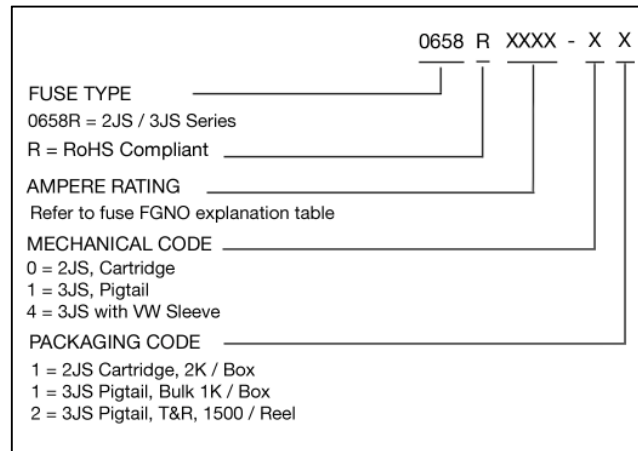 0658 R XXXX - X X
FUSE TYPE
0658R = 2JS / 3JS Series
R = RoHS Compliant
AMPERE RATING
Refer to fuse FGNO explanation table
MECHANICAL CODE
0 = 2JS, Cartridge
1 = 3JS, Pigtail
4 = 3JS with VW Sleeve
PACKAGING CODE
1 = 2JS Cartridge, 2K / Box
1 = 3JS Pigtail, Bulk 1K / Box
2 = 3JS Pigtail, T&R, 1500 / Reel